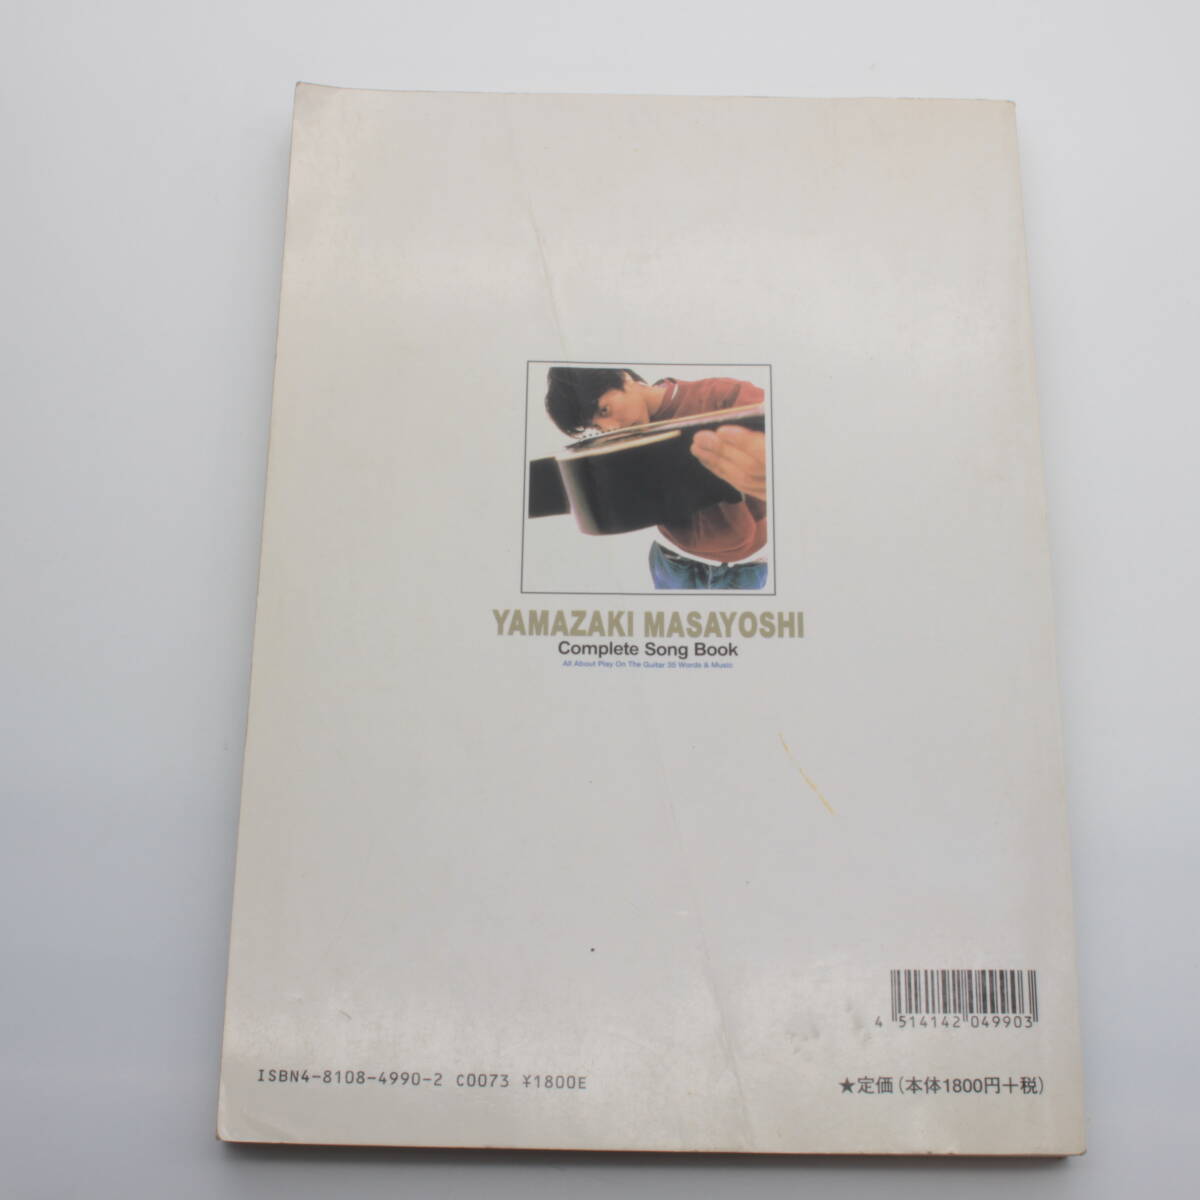 YAMAZAKI MASAYOSHI
Complete Song Book
All About Play On The Guitar 35 Words & Music
4 514142 049903
ISBN4-8108-4990-2 C0073 ¥1800E
★定価(本体1800円+税)